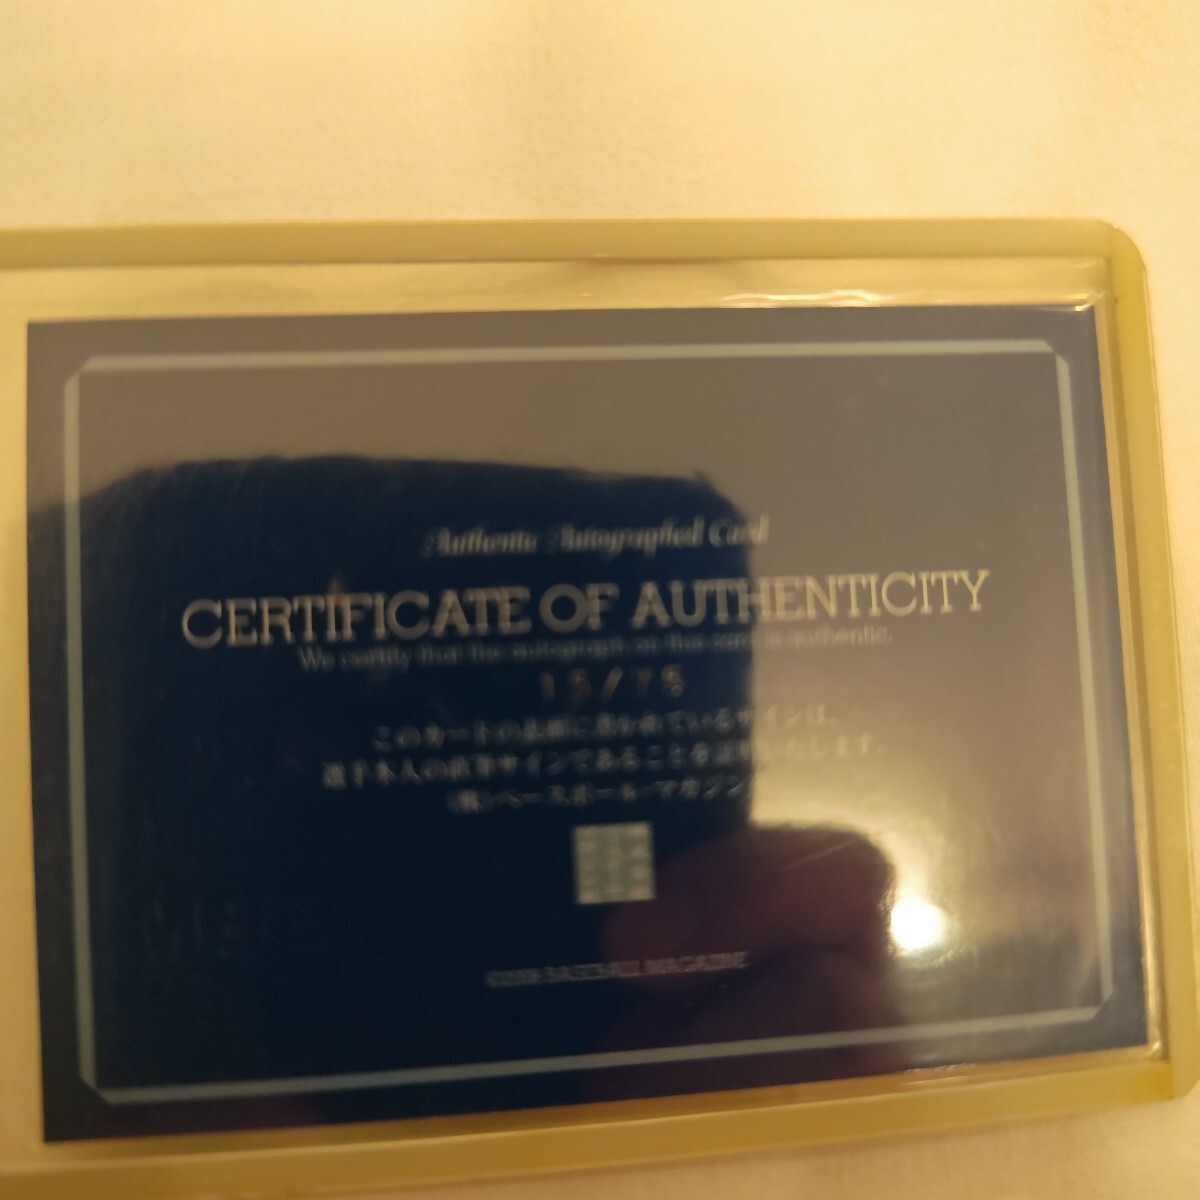 Authentic Autographed Card
CERTIFICATE OF AUTHENTICITY
We certify that the autograph on this card is authentic.
15/75
このカードの表面に書かれているサインは、
選手本人の直筆サインであることを証明いたします。
(株)ベースボール・マガジン
BASEBALL MAGAZINE